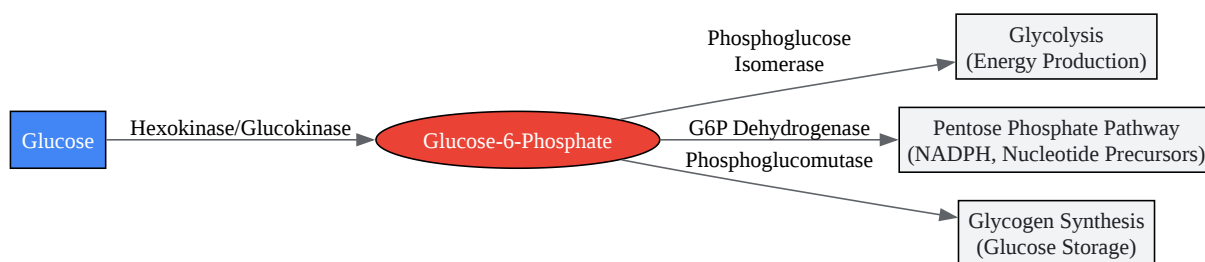 Glucose
Hexokinase/Glucokinase
Glucose-6-Phosphate
Phosphoglucose
Isomerase
G6P Dehydrogenase
Phosphoglucomutase
Glycolysis
(Energy Production)
Pentose Phosphate Pathway
(NADPH, Nucleotide Precursors)
Glycogen Synthesis
(Glucose Storage)